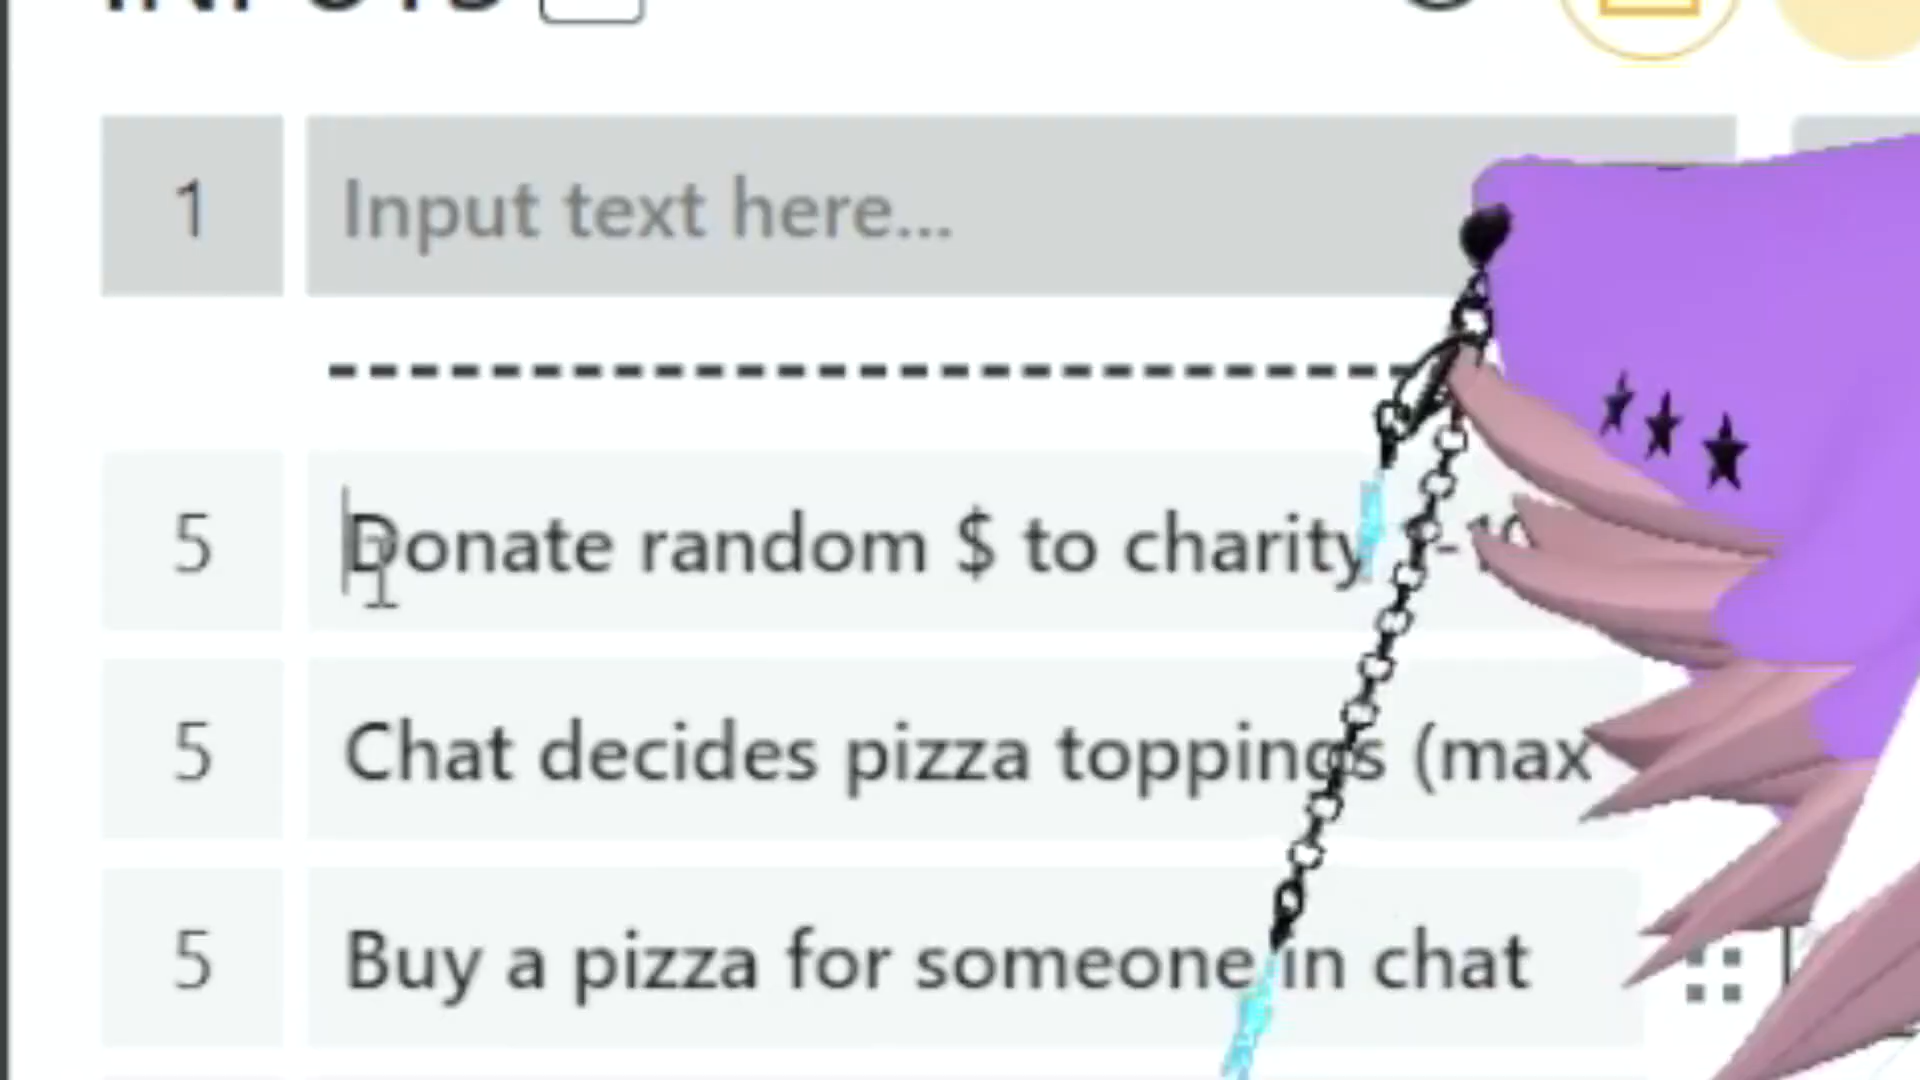 INPUTS
1 Input text here...
5 Donate random $ to charity
5 Chat decides pizza toppings (max
5 Buy a pizza for someone in chat